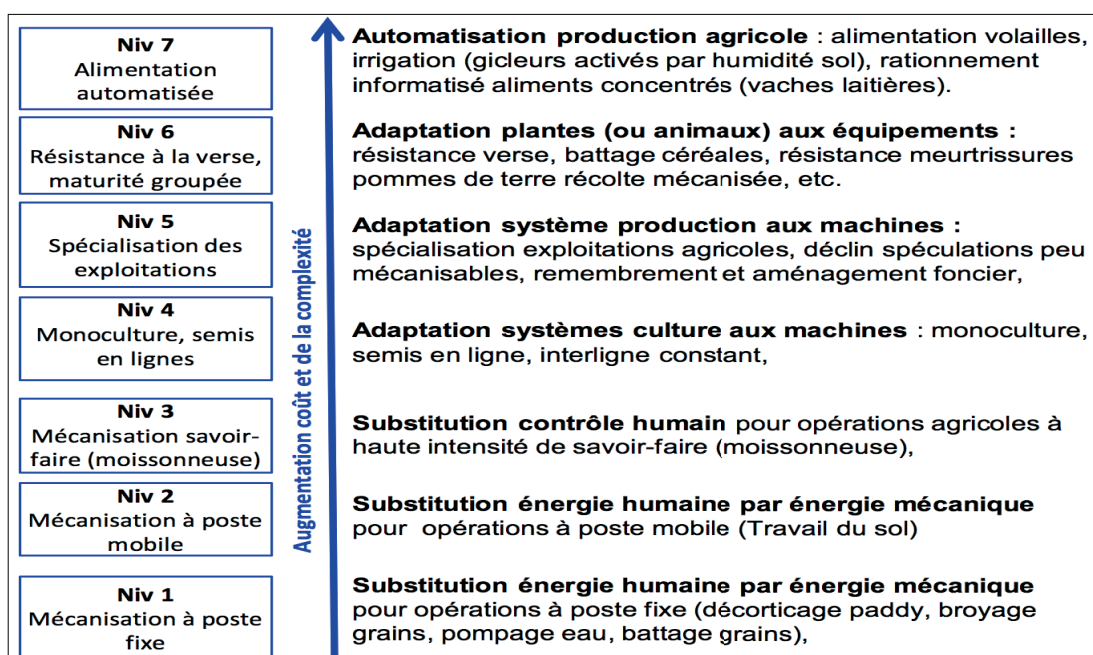 Niv 7
Alimentation
automatisée
Automatisation production agricole : alimentation volailles,
irrigation (gicleurs activés par humidité sol), rationnement
informatisé aliments concentrés (vaches laitières).
Niv 6
Résistance à la verse,
maturité groupée
Adaptation plantes (ou animaux) aux équipements :
résistance verse, battage céréales, résistance meurtrissures
pommes de terre récolte mécanisée, etc.
Niv 5
Spécialisation des
exploitations
Adaptation système production aux machines :
spécialisation exploitations agricoles, déclin spéculations peu
mécanisables, remembrement et aménagement foncier,
Niv 4
Monoculture, semis
en lignes
Adaptation systèmes culture aux machines : monoculture,
semis en ligne, interligne constant,
Niv 3
Mécanisation savoir-
faire (moissonneuse)
Substitution contrôle humain pour opérations agricoles à
haute intensité de savoir-faire (moissonneuse),
Niv 2
Mécanisation à poste
mobile
Substitution énergie humaine par énergie mécanique
pour opérations à poste mobile (Travail du sol)
Niv 1
Mécanisation à poste
fixe
Substitution énergie humaine par énergie mécanique
pour opérations à poste fixe (décorticage paddy, broyage
grains, pompage eau, battage grains),
Augmentation coût et de la complexité